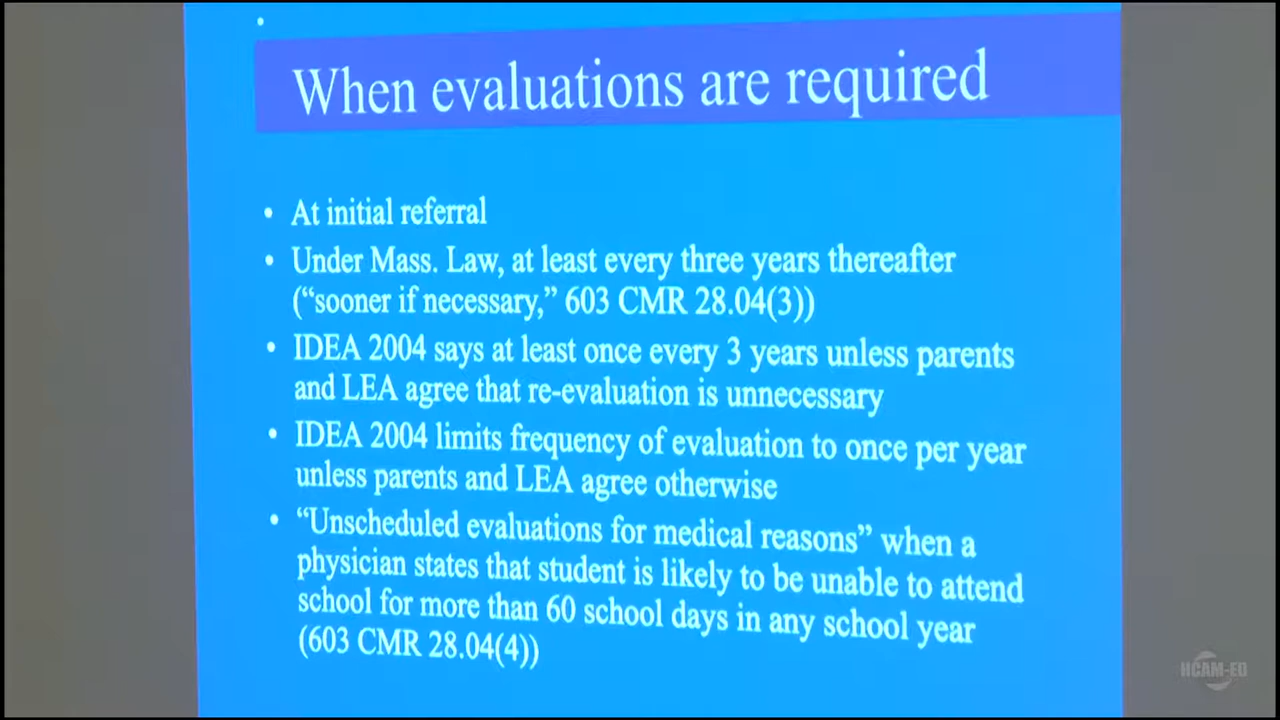 When evaluations are required
• At initial referral
• Under Mass. Law, at least every three years thereafter
(“sooner if necessary,” 603 CMR 28.04(3))
• IDEA 2004 says at least once every 3 years unless parents
and LEA agree that re-evaluation is unnecessary
• IDEA 2004 limits frequency of evaluation to once per year
unless parents and LEA agree otherwise
• “Unscheduled evaluations for medical reasons” when a
physician states that student is likely to be unable to attend
school for more than 60 school days in any school year
(603 CMR 28.04(4))
HCAM-ED